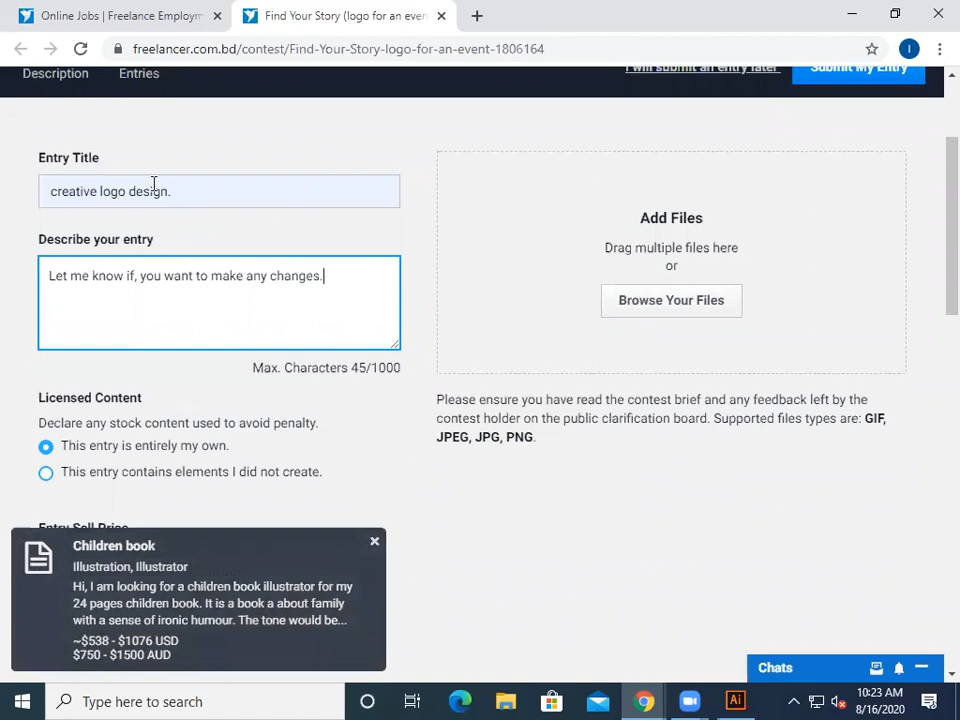 Online Jobs | Freelance Employm
Find Your Story (logo for an even
freelancer.com.bd/contest/Find-Your-Story-logo-for-an-event-1806164
I
Description
Entries
I will submit an entry later
Submit My Entry
Entry Title
creative logo design.
Describe your entry
Let me know if, you want to make any changes.
Max. Characters 45/1000
Add Files
Drag multiple files here
or
Browse Your Files
Please ensure you have read the contest brief and any feedback left by the
contest holder on the public clarification board. Supported files types are: GIF,
JPEG, JPG, PNG.
Licensed Content
Declare any stock content used to avoid penalty.
This entry is entirely my own.
This entry contains elements I did not create.
Entry Sell Price
Children book
Illustration, Illustrator
Hi, I am looking for a children book illustrator for my
24 pages children book. It is a book a about family
with a sense of ironic humour. The tone would be...
~$538 - $1076 USD
$750 - $1500 AUD
Chats
Type here to search
Ai
10:23 AM
8/16/2020